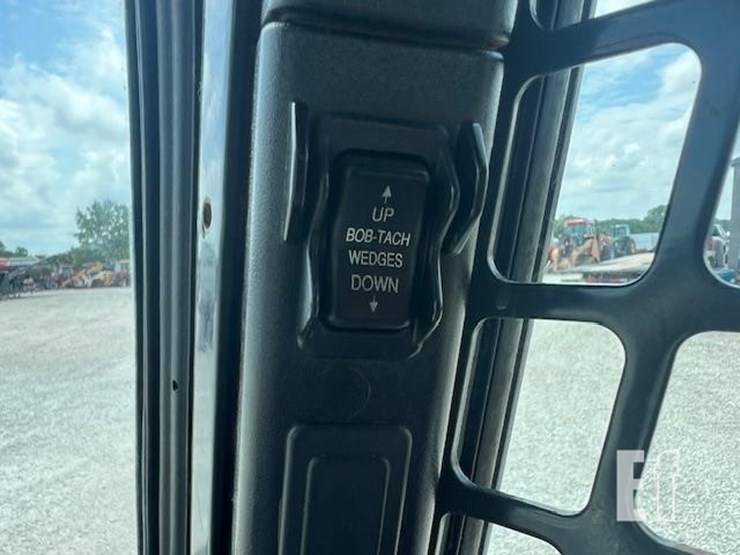 UP
BOB-TACH
WEDGES
DOWN